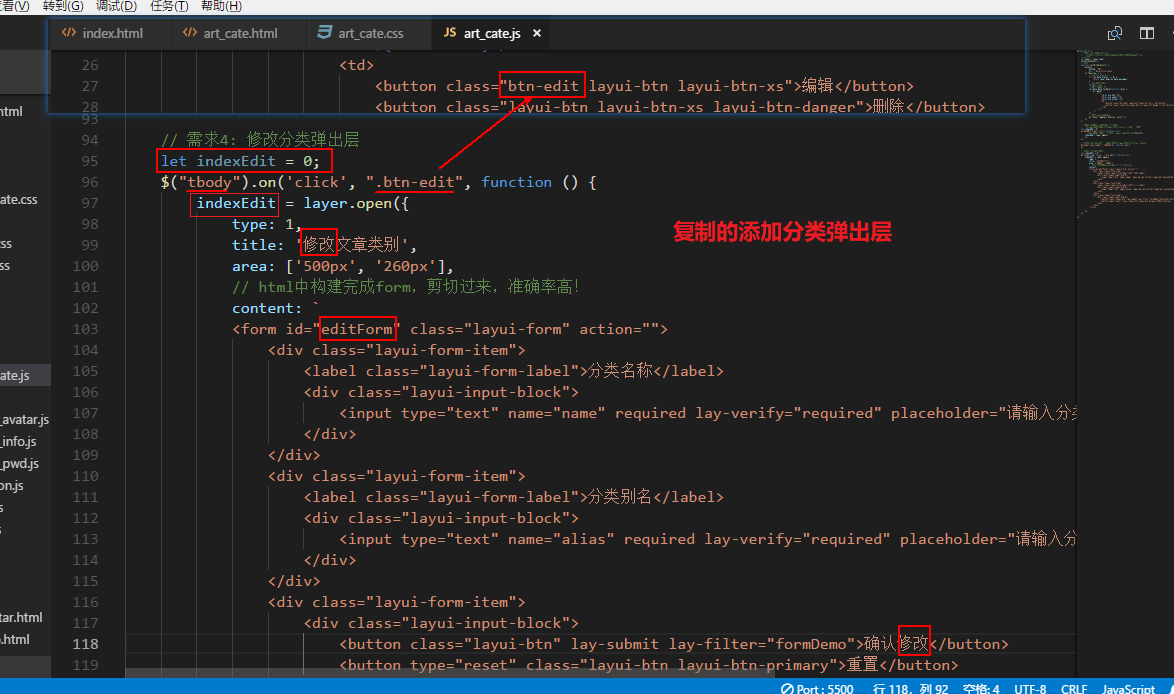 看(V) 转到(G) 调试(D) 任务(T) 帮助(H)
index.html art_cate.html art_cate.css JS art_cate.js ×
26 <td>
27 <button class="btn-edit layui-btn layui-btn-xs">编辑</button>
28 <button class="layui-btn layui-btn-xs layui-btn-danger">删除</button>
93
94 // 需求4: 修改分类弹出层
95 let indexEdit = 0;
96 $("tbody").on('click', ".btn-edit", function () {
97 indexEdit = layer.open({
98 type: 1,
99 title: '修改文章类别',
100 area: ['500px', '260px'],
101 // html中构建完成form，剪切过来，准确率高！
102 content: `
103 <form id="editForm" class="layui-form" action="">
104 <div class="layui-form-item">
105 <label class="layui-form-label">分类名称</label>
106 <div class="layui-input-block">
107 <input type="text" name="name" required lay-verify="required" placeholder="请输入分类
108 </div>
109 </div>
110 <div class="layui-form-item">
111 <label class="layui-form-label">分类别名</label>
112 <div class="layui-input-block">
113 <input type="text" name="alias" required lay-verify="required" placeholder="请输入分
114 </div>
115 </div>
116 <div class="layui-form-item">
117 <div class="layui-input-block">
118 <button class="layui-btn" lay-submit lay-filter="formDemo">确认修改</button>
119 <button type="reset" class="layui-btn layui-btn-primary">重置</button>
复制的添加分类弹出层
html
ate.css
ss
ss
ate.js
_avatar.js
_info.js
_pwd.js
on.js
s
s
tar.html
.html
Port : 5500 行 118，列 92 空格: 4 UTF-8 CRLF JavaScript